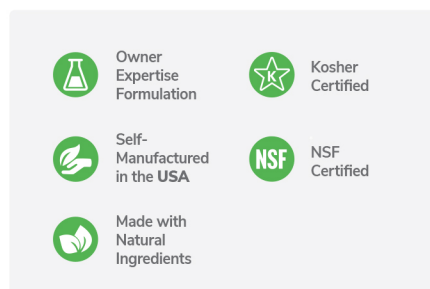 Owner
Expertise
Formulation
K
Kosher
Certified
Self-
Manufactured
in the USA
NSF
NSF
Certified
Made with
Natural
Ingredients